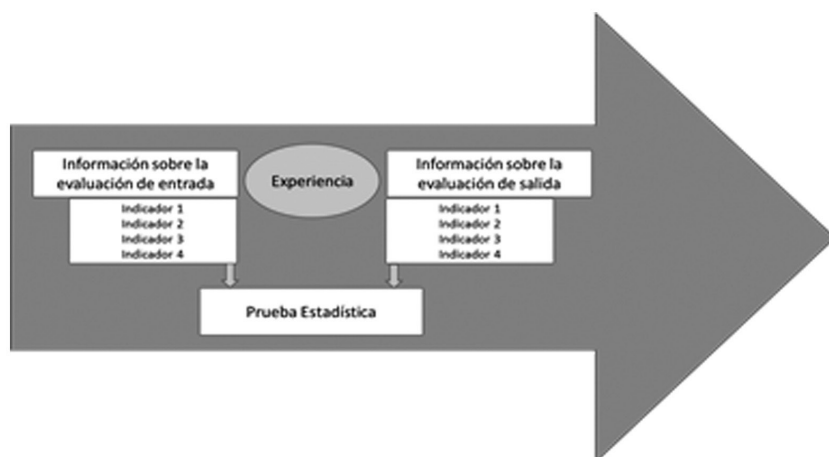 Información sobre la
evaluación de entrada
Indicador 1
Indicador 2
Indicador 3
Indicador 4
Experiencia
Información sobre la
evaluación de salida
Indicador 1
Indicador 2
Indicador 3
Indicador 4
Prueba Estadística